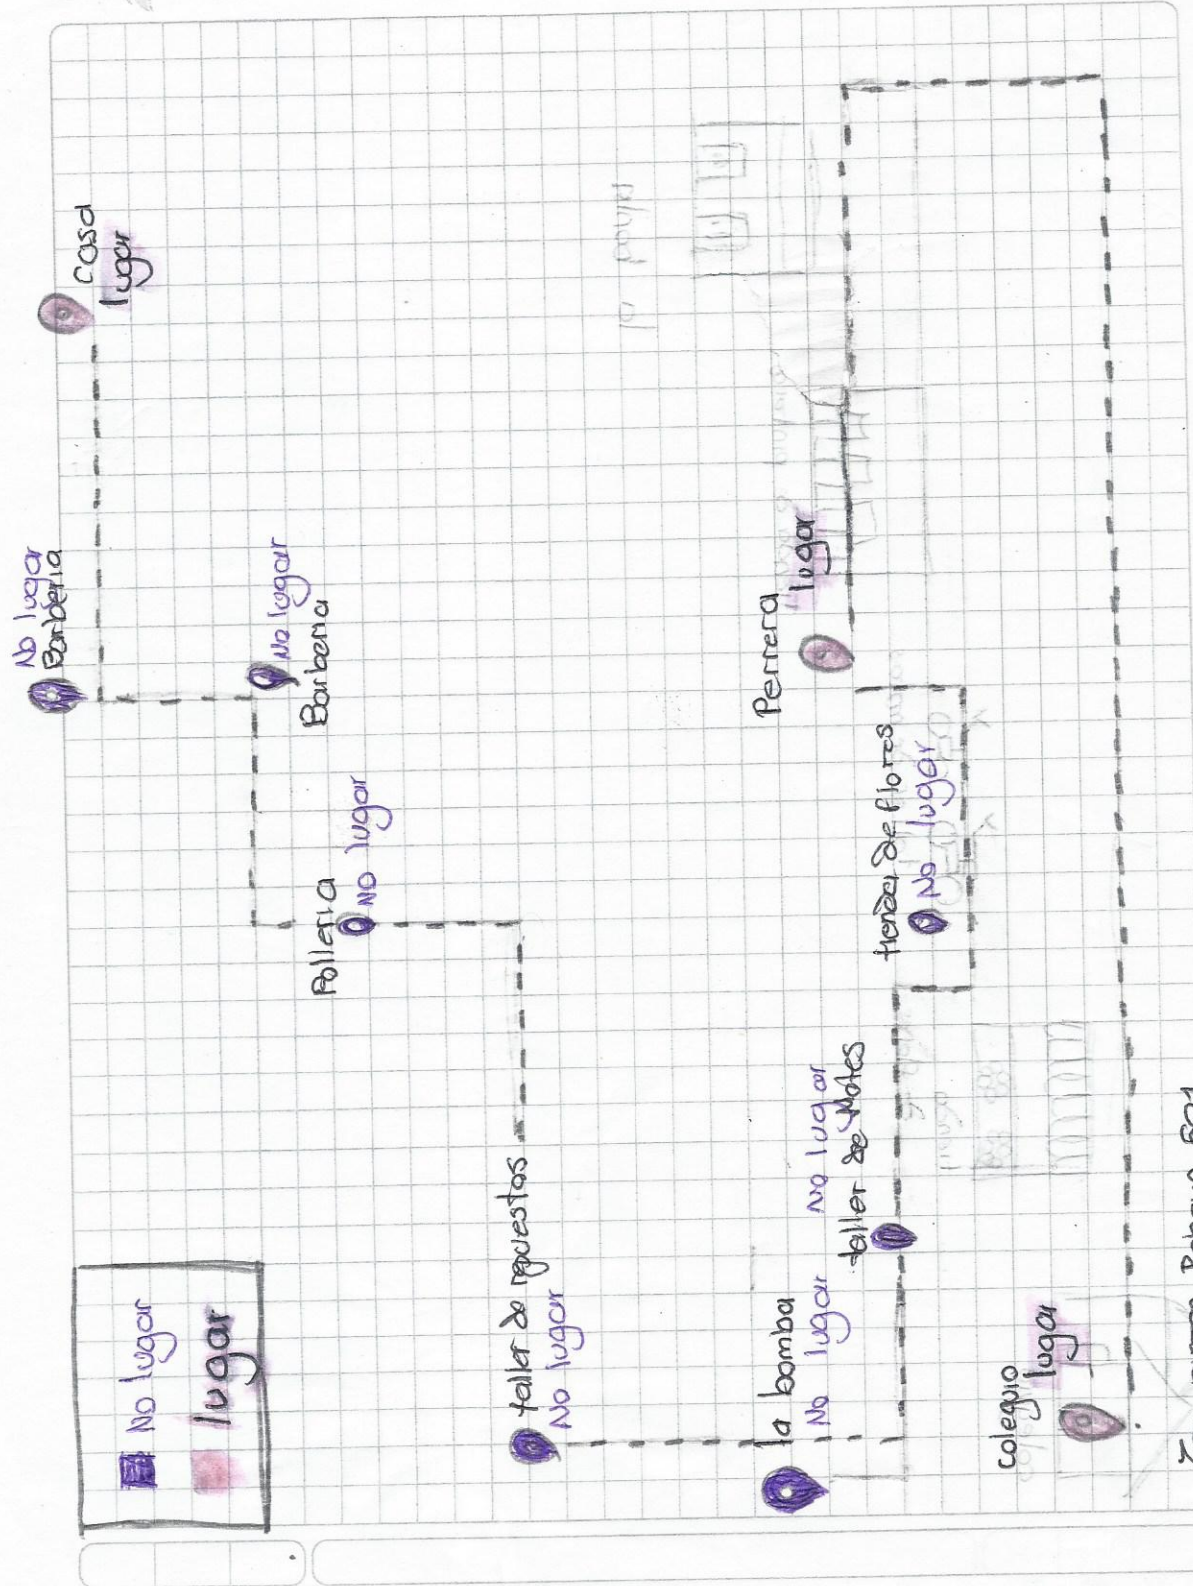 No lugar
lugar
No lugar
Barberia
Casa
lugar
No lugar
Barberia
Polleria
No lugar
taller de repuestos
No lugar
la bomba
No lugar
No lugar
taller de Motos
tienda de flores
No lugar
Perrera
lugar
coleguio
lugar